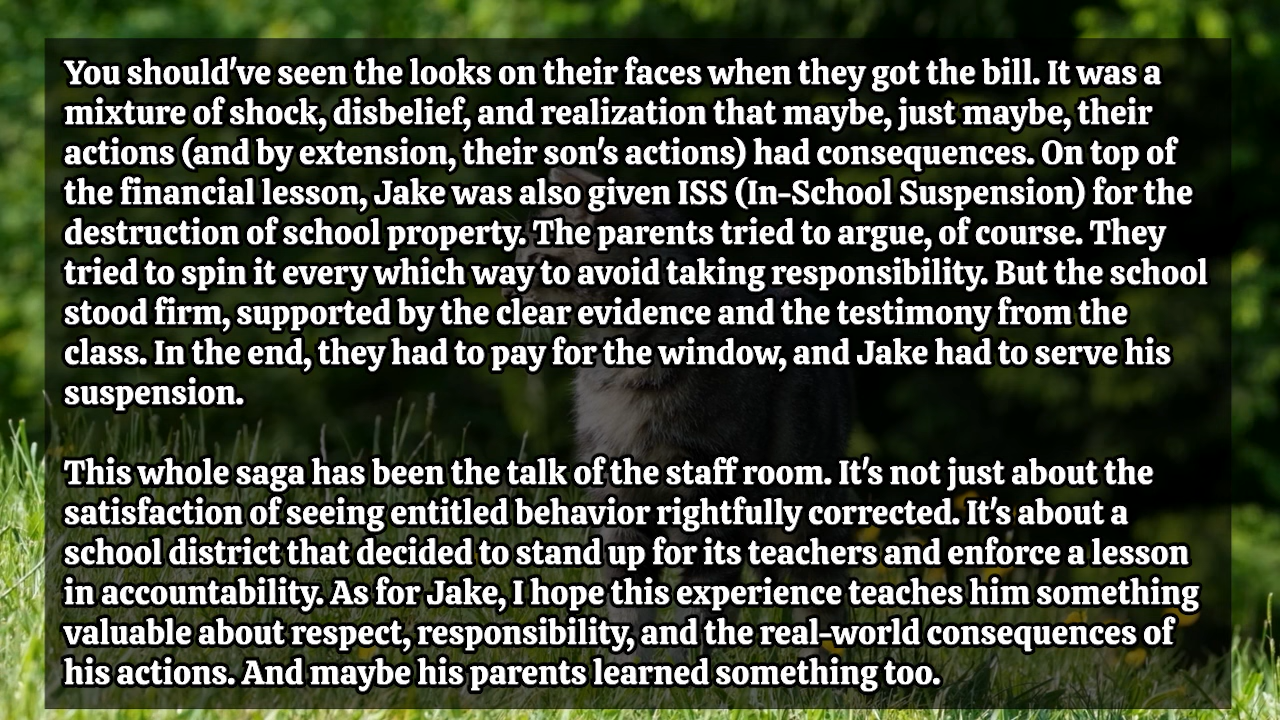 You should've seen the looks on their faces when they got the bill. It was a
mixture of shock, disbelief, and realization that maybe, just maybe, their
actions (and by extension, their son's actions) had consequences. On top of
the financial lesson, Jake was also given ISS (In-School Suspension) for the
destruction of school property. The parents tried to argue, of course. They
tried to spin it every which way to avoid taking responsibility. But the school
stood firm, supported by the clear evidence and the testimony from the
class. In the end, they had to pay for the window, and Jake had to serve his
suspension.

This whole saga has been the talk of the staff room. It's not just about the
satisfaction of seeing entitled behavior rightfully corrected. It's about a
school district that decided to stand up for its teachers and enforce a lesson
in accountability. As for Jake, I hope this experience teaches him something
valuable about respect, responsibility, and the real-world consequences of
his actions. And maybe his parents learned something too.